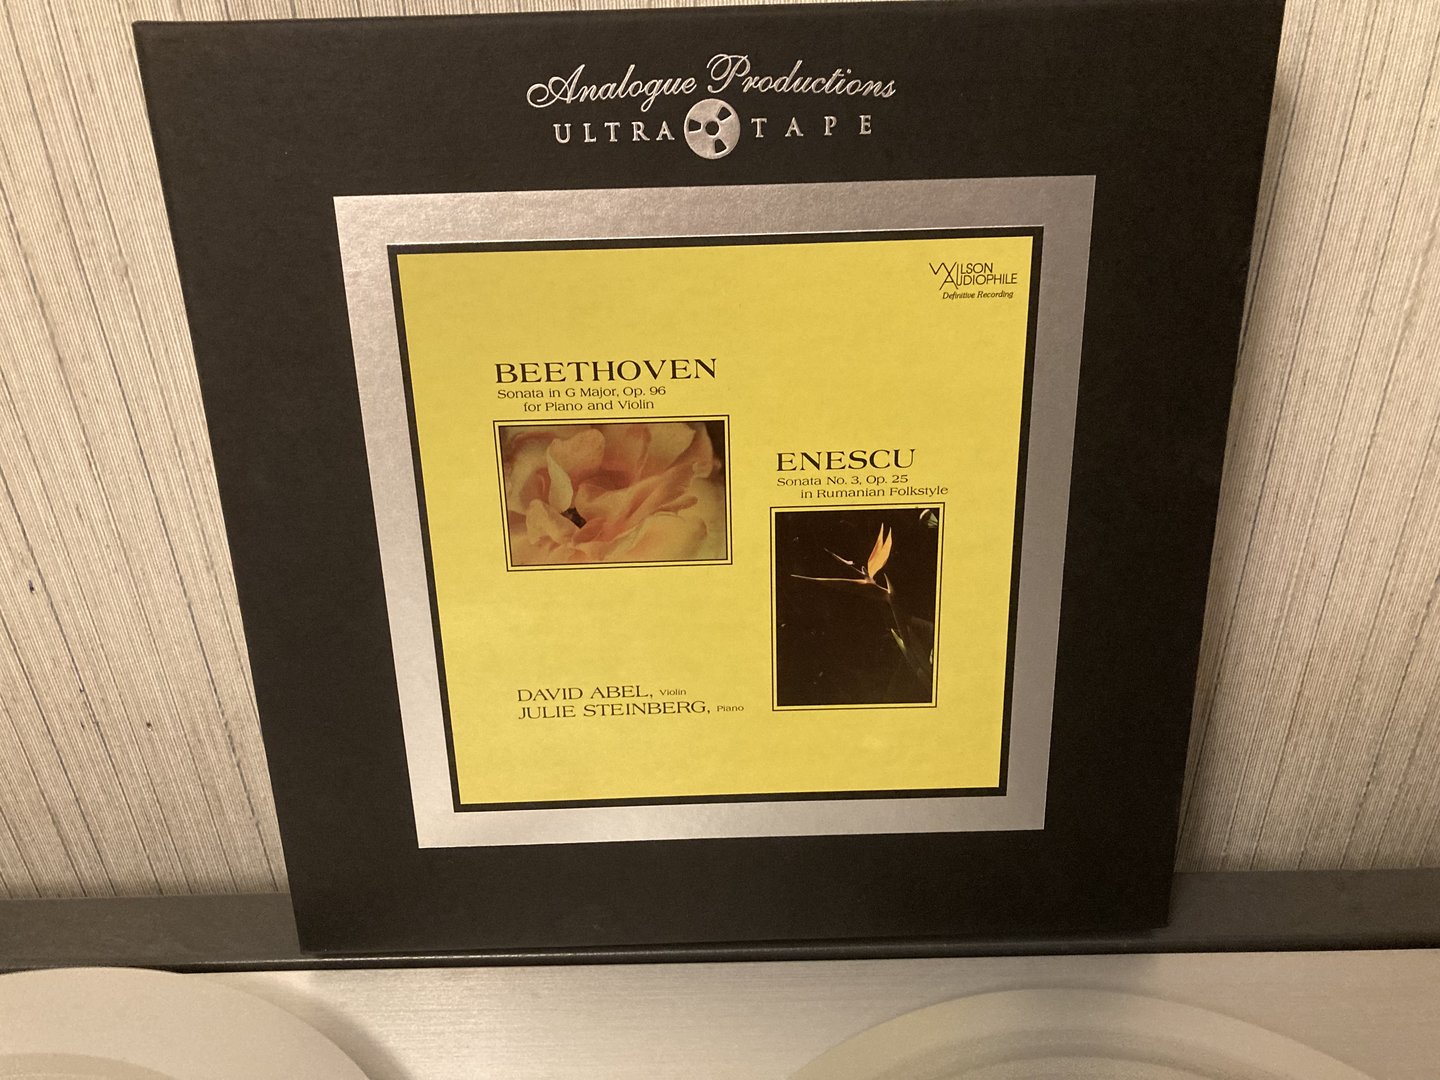 Analogue Productions
ULTRA TAPE
WILSON
AUDIOPHILE
Definitive Recording
BEETHOVEN
Sonata in G Major, Op. 96
for Piano and Violin
ENESCU
Sonata No. 3, Op. 25
in Rumanian Folkstyle
DAVID ABEL, Violin
JULIE STEINBERG, Piano